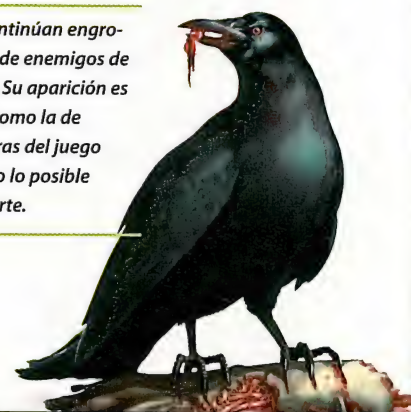 ntinúan engro-
de enemigos de
Su aparición es
omo la de
ras del juego
o lo posible
rte.